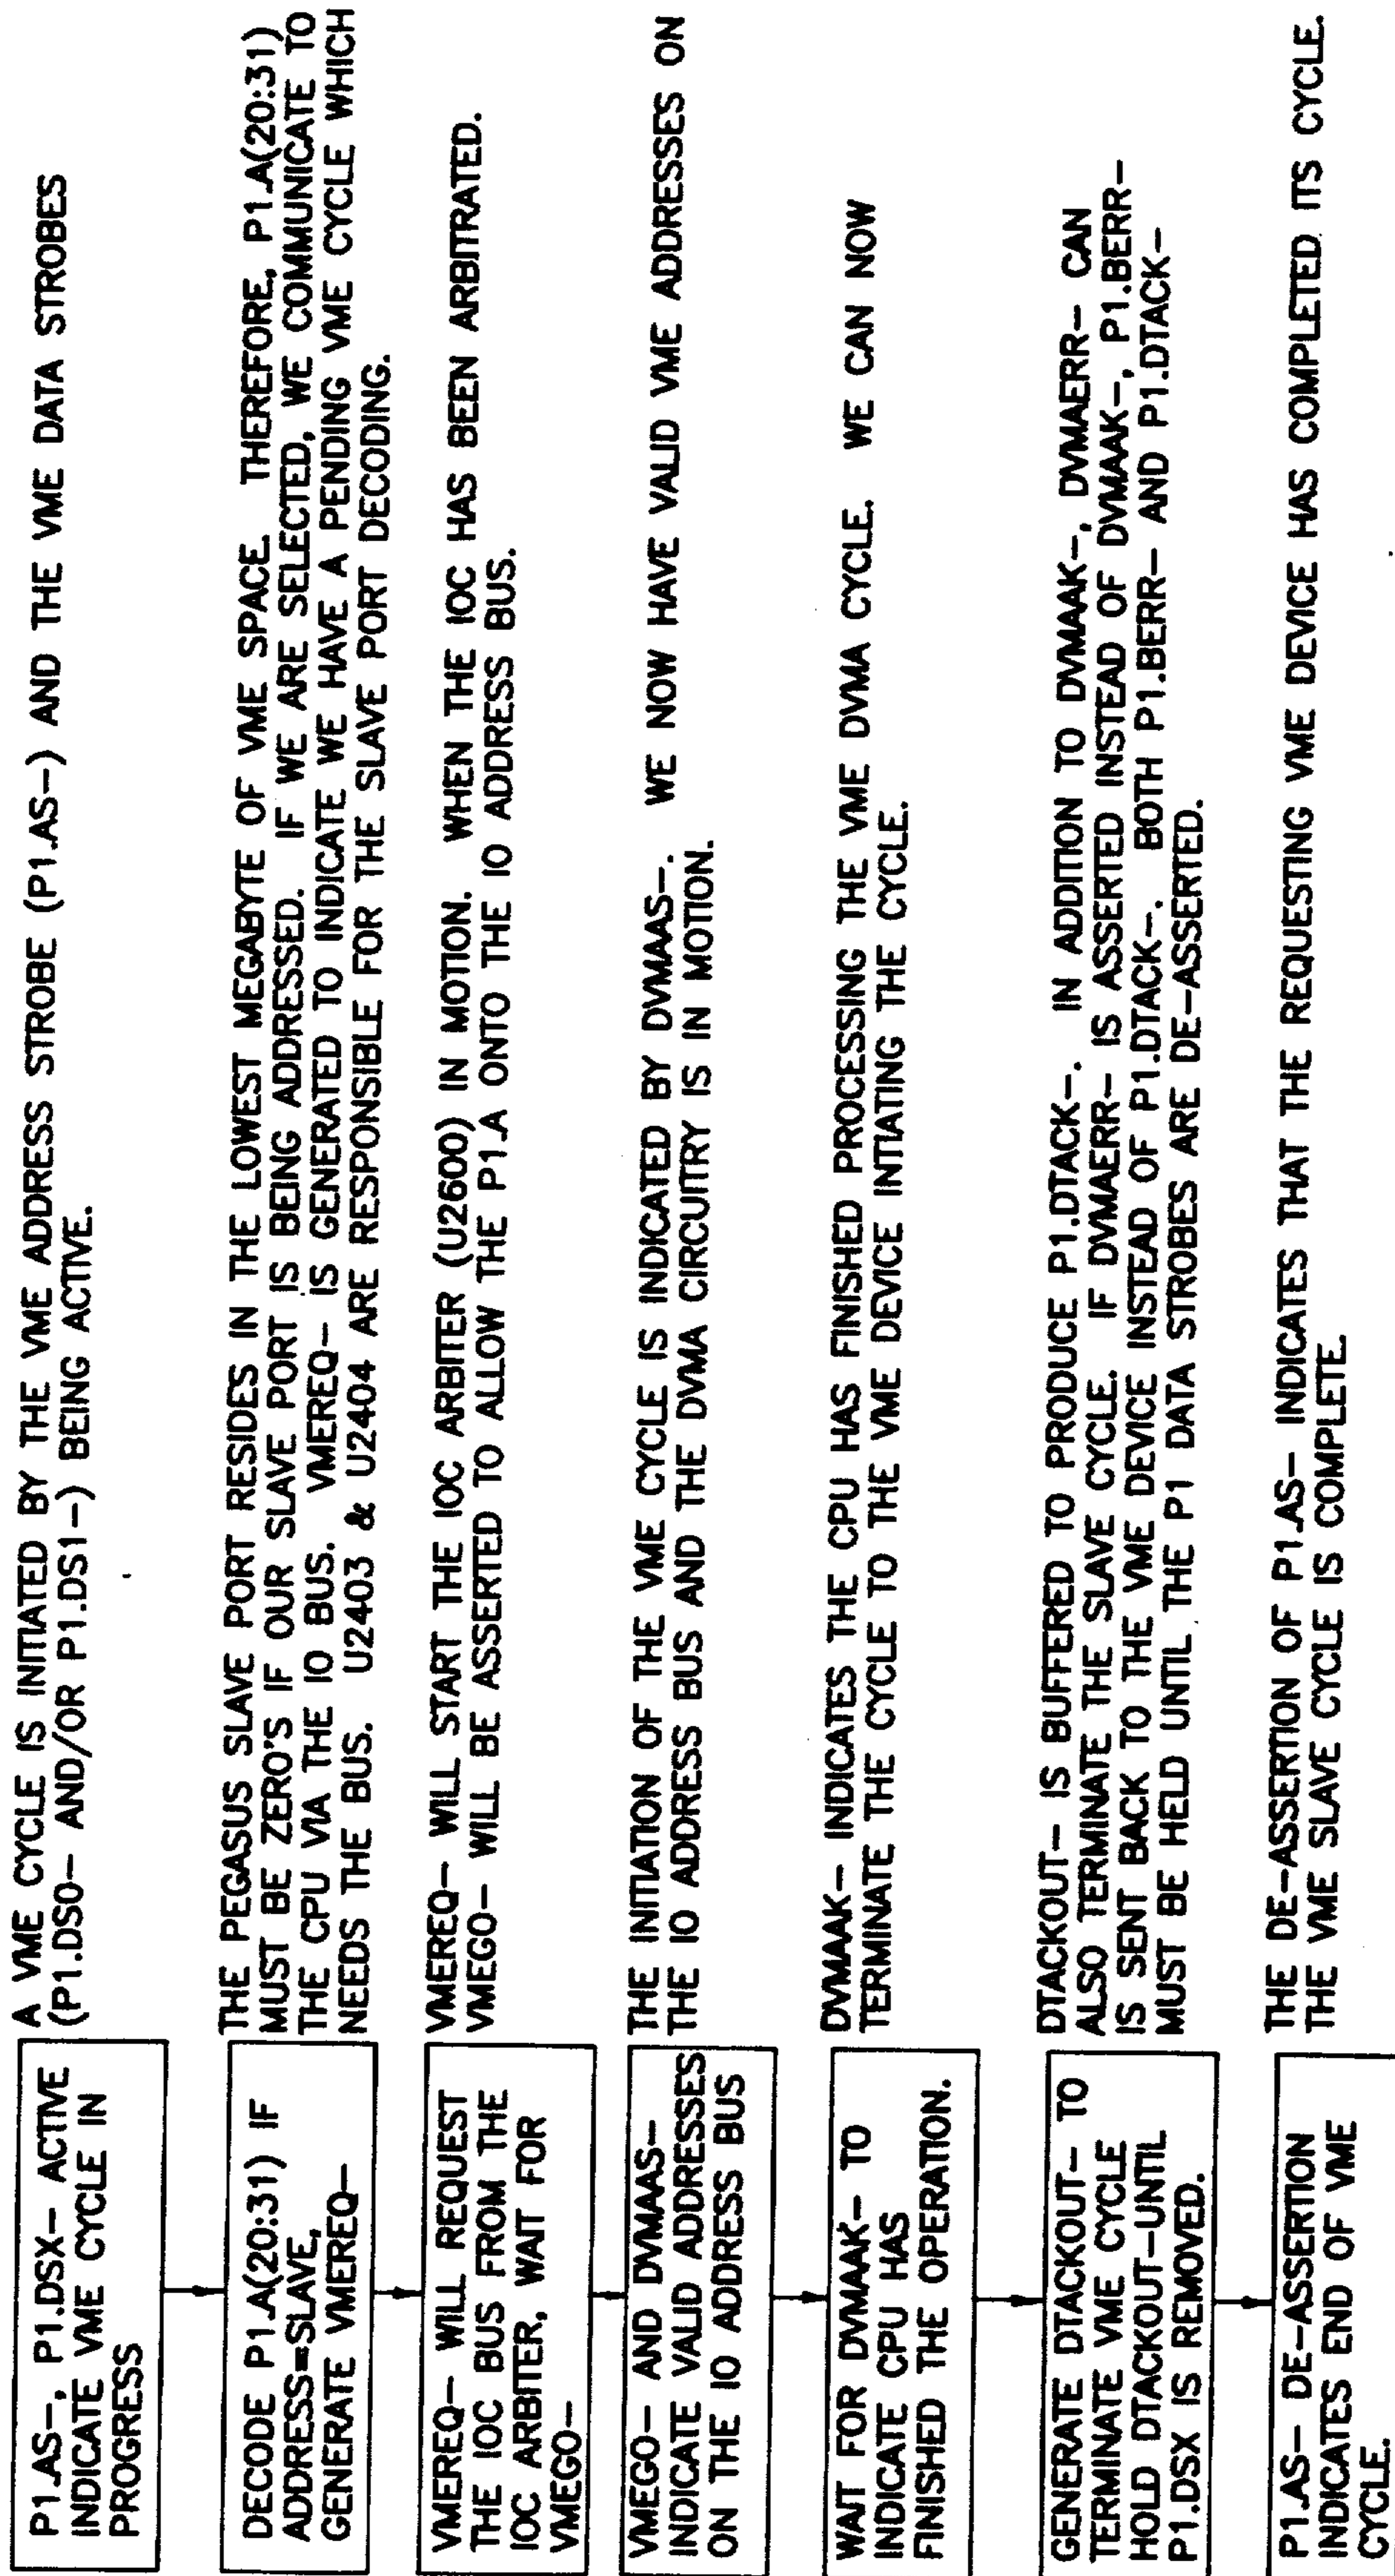 P1.AS–, P1.DSX– ACTIVE
INDICATE VME CYCLE IN
PROGRESS
A VME CYCLE IS INITIATED BY THE VME ADDRESS STROBE (P1.AS–) AND THE VME DATA STROBES
(P1.DS0– AND/OR P1.DS1–) BEING ACTIVE.
DECODE P1.A(20:31) IF
ADDRESS=SLAVE,
GENERATE VMEREQ–
THE PEGASUS SLAVE PORT RESIDES IN THE LOWEST MEGABYTE OF VME SPACE. THEREFORE, P1.A(20:31)
MUST BE ZERO'S IF OUR SLAVE PORT IS BEING ADDRESSED. IF WE ARE SELECTED, WE COMMUNICATE TO
THE CPU VIA THE IO BUS. VMEREQ– IS GENERATED TO INDICATE WE HAVE A PENDING VME CYCLE WHICH
NEEDS THE BUS. U2403 & U2404 ARE RESPONSIBLE FOR THE SLAVE PORT DECODING.
VMEREQ– WILL REQUEST
THE IOC BUS FROM THE
IOC ARBITER, WAIT FOR
VMEGO–
VMEREQ– WILL START THE IOC ARBITER (U2600) IN MOTION. WHEN THE IOC HAS BEEN ARBITRATED.
VMEGO– WILL BE ASSERTED TO ALLOW THE P1.A ONTO THE IO ADDRESS BUS.
VMEGO– AND DVMAAS–
INDICATE VALID ADDRESSES
ON THE IO ADDRESS BUS
THE INITIATION OF THE VME CYCLE IS INDICATED BY DVMAAS–. WE NOW HAVE VALID VME ADDRESSES ON
THE IO ADDRESS BUS AND THE DVMA CIRCUITRY IS IN MOTION.
WAIT FOR DVMAAK– TO
INDICATE CPU HAS
FINISHED THE OPERATION.
DVMAAK– INDICATES THE CPU HAS FINISHED PROCESSING THE VME DVMA CYCLE. WE CAN NOW
TERMINATE THE CYCLE TO THE VME DEVICE INTIATING THE CYCLE.
GENERATE DTACKOUT– TO
TERMINATE VME CYCLE
HOLD DTACKOUT–UNTIL
P1.DSX IS REMOVED.
DTACKOUT– IS BUFFERED TO PRODUCE P1.DTACK–. IN ADDITION TO DVMAAK–, DVMAERR– CAN
ALSO TERMINATE THE SLAVE CYCLE. IF DVMAERR– IS ASSERTED INSTEAD OF DVMAAK–, P1.BERR–
IS SENT BACK TO THE VME DEVICE INSTEAD OF P1.DTACK–. BOTH P1.BERR– AND P1.DTACK–
MUST BE HELD UNTIL THE P1 DATA STROBES ARE DE–ASSERTED.
P1.AS– DE–ASSERTION
INDICATES END OF VME
CYCLE.
THE DE–ASSERTION OF P1.AS– INDICATES THAT THE REQUESTING VME DEVICE HAS COMPLETED ITS CYCLE.
THE VME SLAVE CYCLE IS COMPLETE.